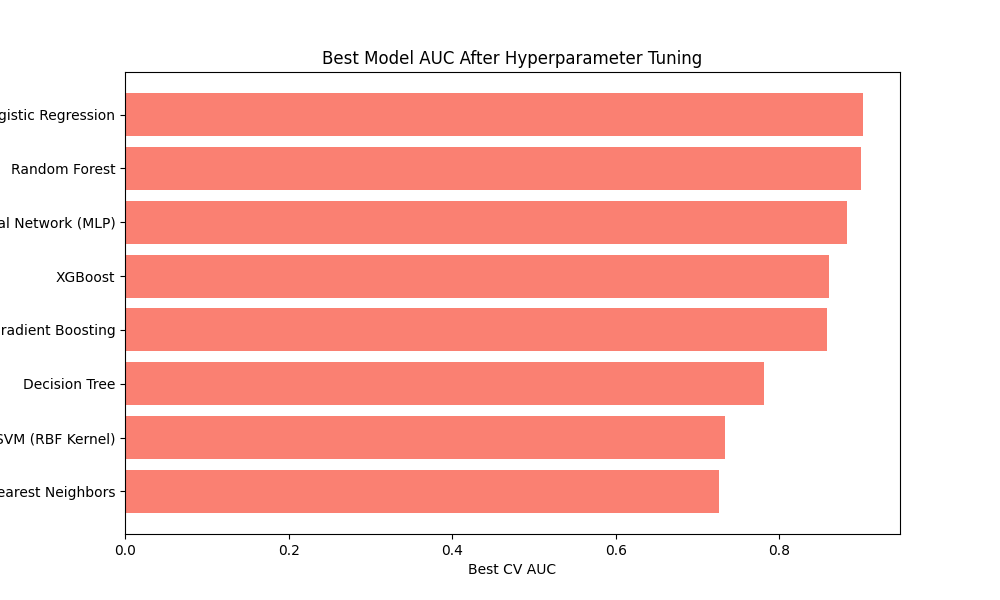 Best Model AUC After Hyperparameter Tuning
gistic Regression
Random Forest
al Network (MLP)
XGBoost
radient Boosting
Decision Tree
SVM (RBF Kernel)
earest Neighbors
0.0 0.2 0.4 0.6 0.8
Best CV AUC